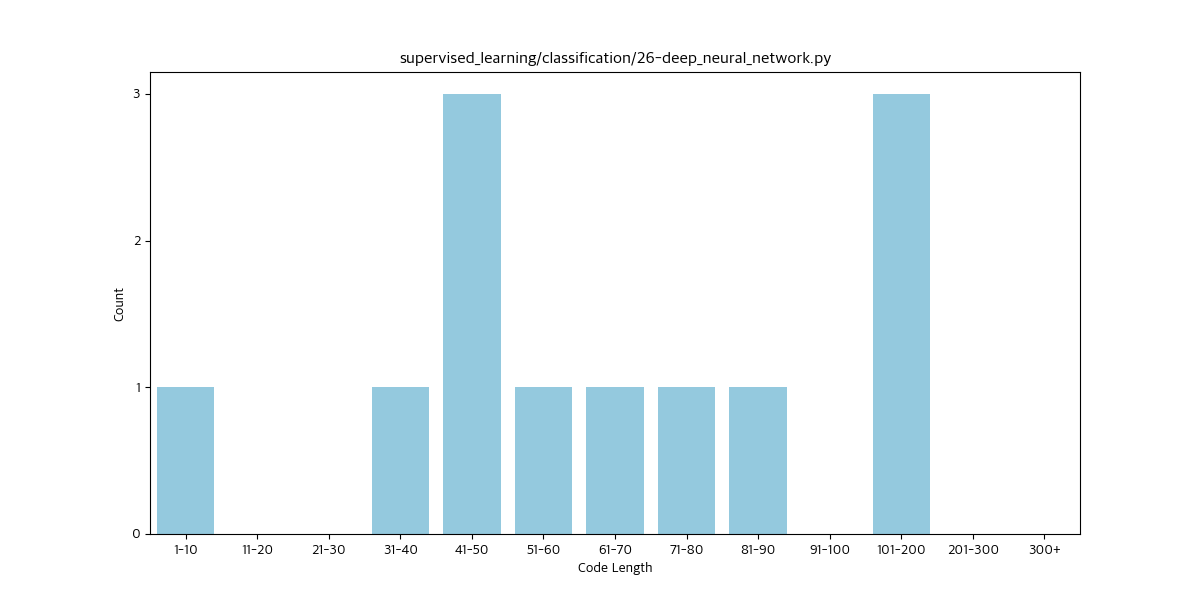 supervised_learning/classification/26-deep_neural_network.py
3
2
1
0
Count
1-10 11-20 21-30 31-40 41-50 51-60 61-70 71-80 81-90 91-100 101-200 201-300 300+
Code Length